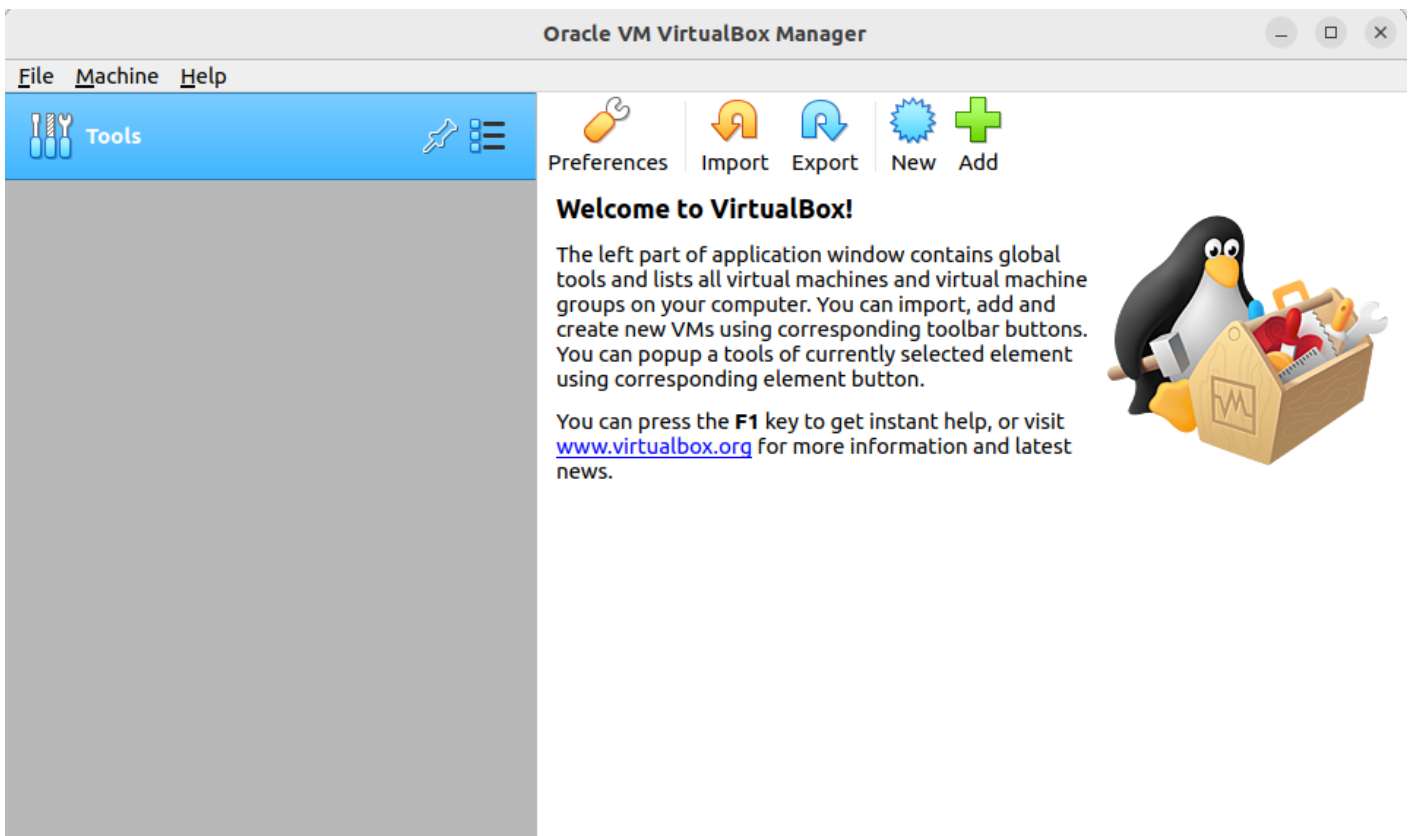 Oracle VM VirtualBox Manager
File Machine Help
Tools
Preferences Import Export New Add
Welcome to VirtualBox!
The left part of application window contains global
tools and lists all virtual machines and virtual machine
groups on your computer. You can import, add and
create new VMs using corresponding toolbar buttons.
You can popup a tools of currently selected element
using corresponding element button.
You can press the F1 key to get instant help, or visit
www.virtualbox.org for more information and latest
news.